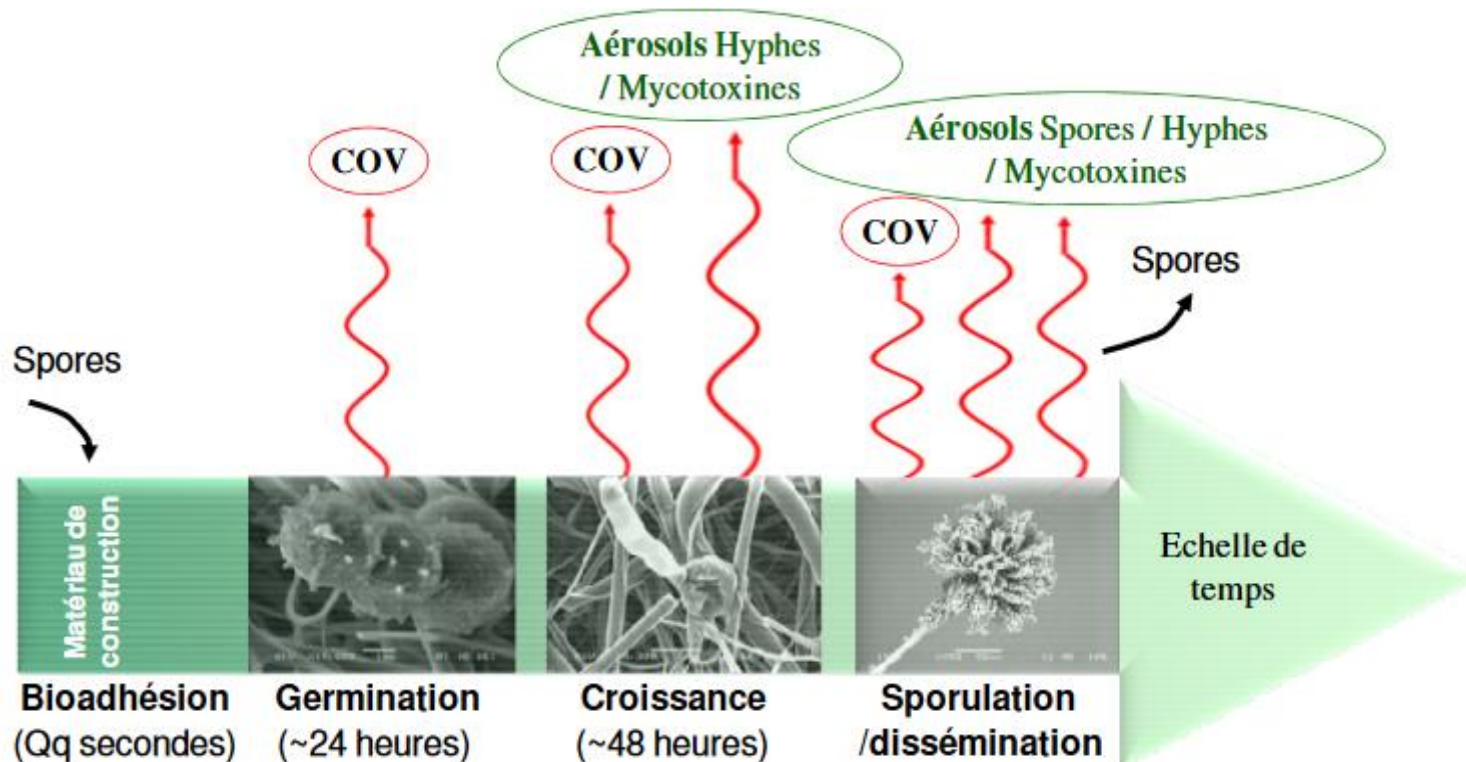 Aérosols Hyphes
/ Mycotoxines
COV
COV
Aérosols Spores / Hyphes
/ Mycotoxines
COV
Spores
Spores
Matériau de
construction
Echelle de
temps
Bioadhésion
(Qq secondes)
Germination
(~24 heures)
Croissance
(~48 heures)
Sporulation
/dissémination